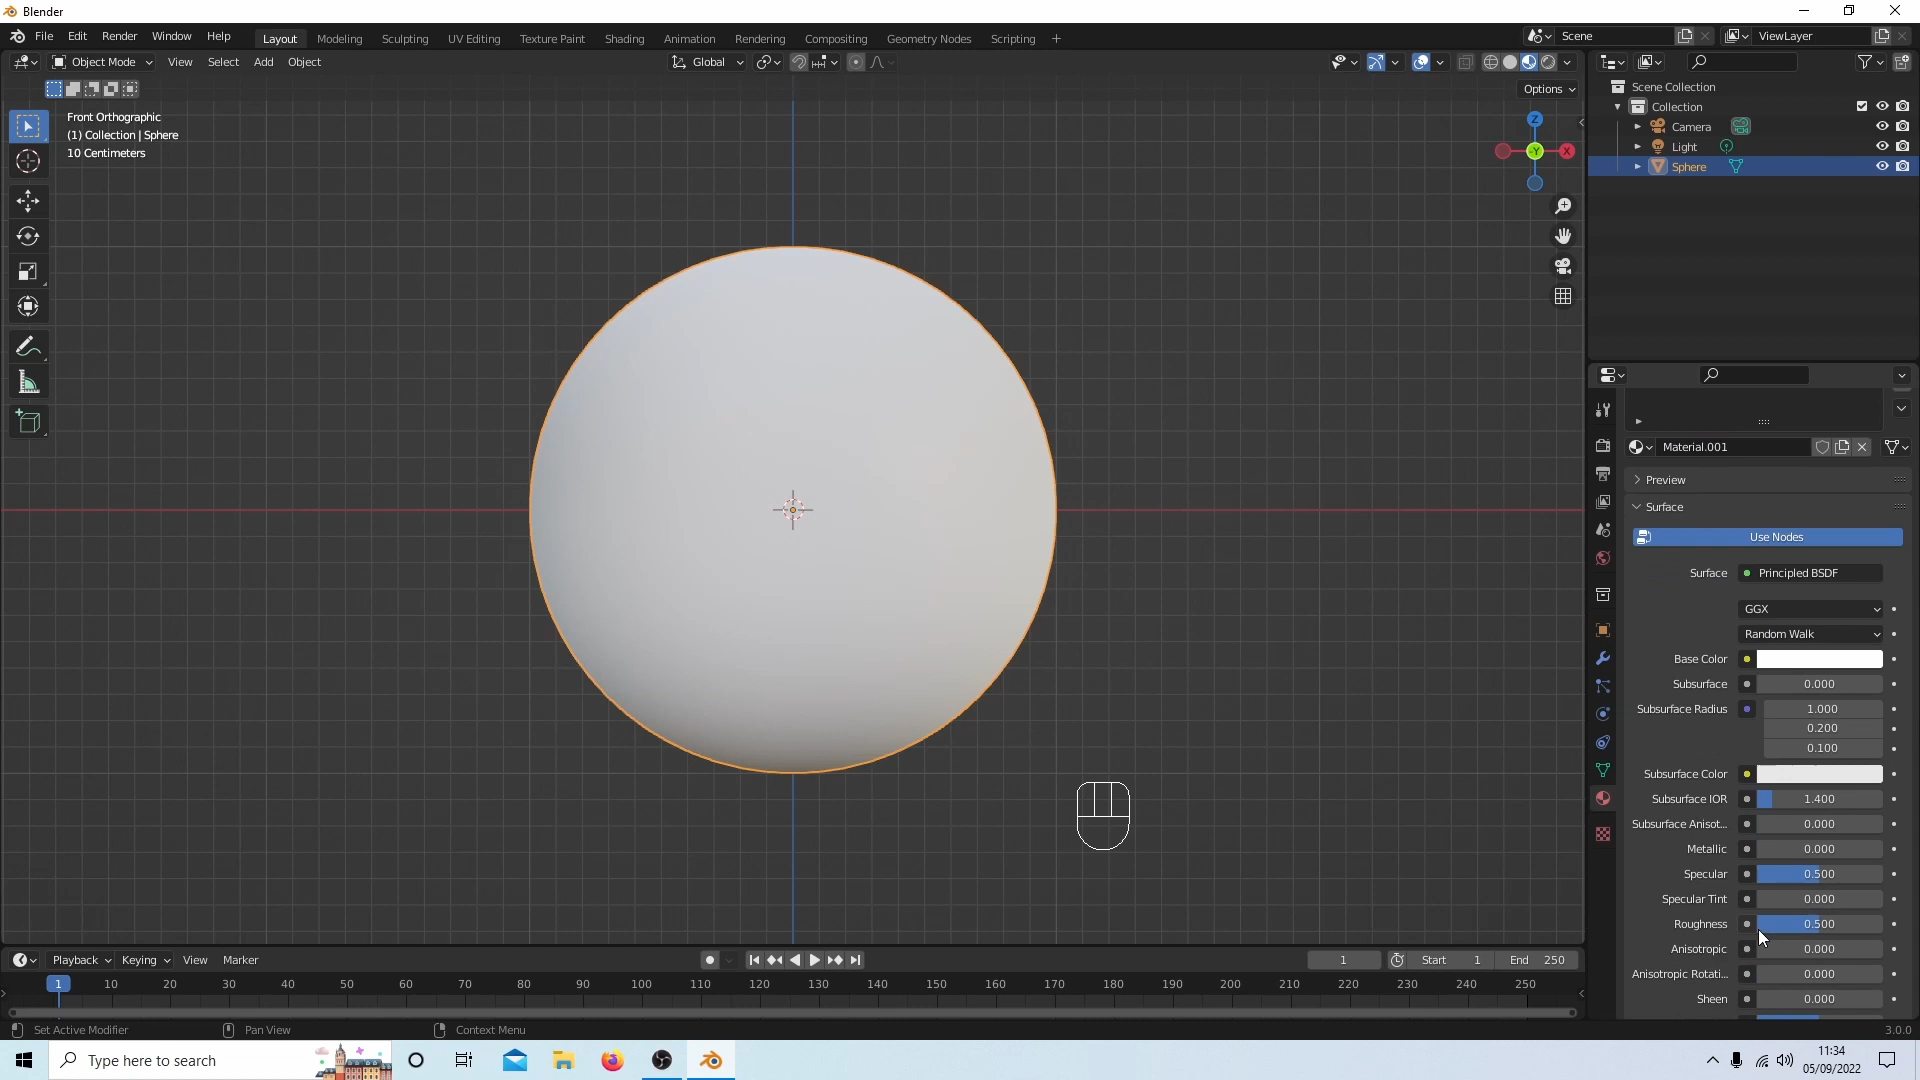 Blender
File Edit Render Window Help
Layout Modeling Sculpting UV Editing Texture Paint Shading Animation Rendering Compositing Geometry Nodes Scripting +
Scene ViewLayer
Object Mode View Select Add Object
Global
Options
Front Orthographic
(1) Collection | Sphere
10 Centimeters
Z
-Y
X
Scene Collection
Collection
Camera
Light
Sphere
Material.001
Preview
Surface
Use Nodes
Surface Principled BSDF
GGX
Random Walk
Base Color
Subsurface 0.000
Subsurface Radius 1.000
0.200
0.100
Subsurface Color
Subsurface IOR 1.400
Subsurface Anisot... 0.000
Metallic 0.000
Specular 0.500
Specular Tint 0.000
Roughness 0.500
Anisotropic 0.000
Anisotropic Rotati... 0.000
Sheen 0.000
Playback Keying View Marker
1 Start 1 End 250
1 10 20 30 40 50 60 70 80 90 100 110 120 130 140 150 160 170 180 190 200 210 220 230 240 250
Set Active Modifier Pan View Context Menu
3.0.0
Type here to search
11:34
05/09/2022